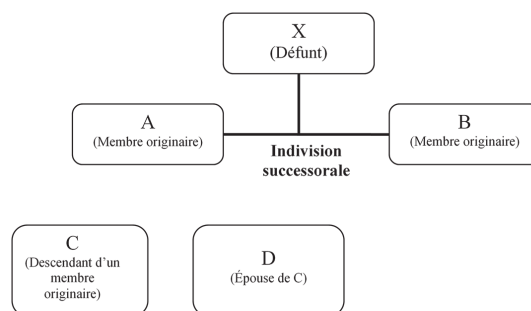 X
(Défunt)
A
(Membre originaire)
B
(Membre originaire)
Indivision
successorale
C
(Descendant d'un
membre
originaire)
D
(Épouse de C)